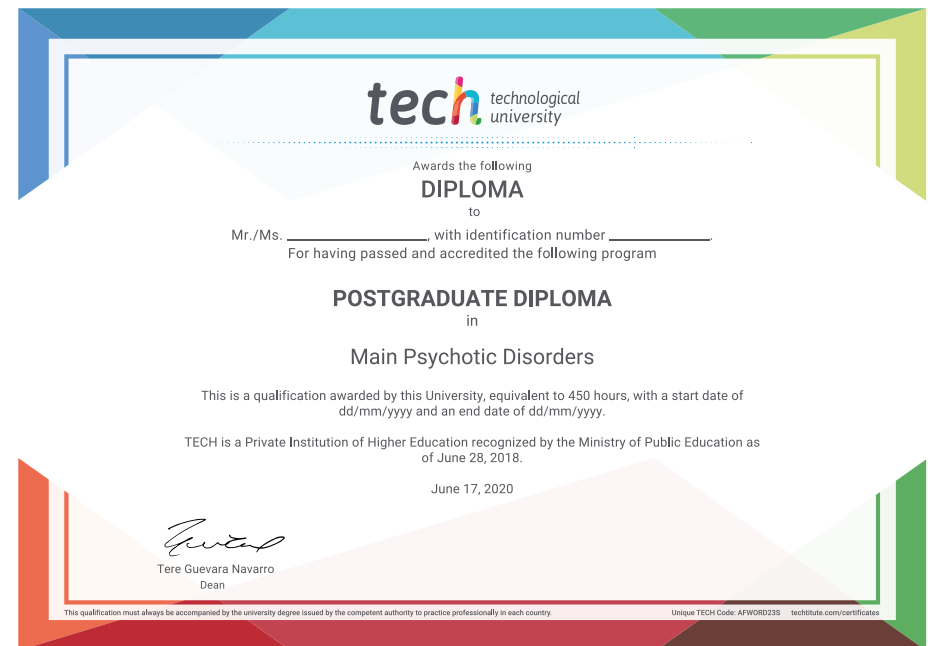 tech technological
university
Awards the following
DIPLOMA
to
Mr./Ms. ____________________, with identification number ______________.
For having passed and accredited the following program
POSTGRADUATE DIPLOMA
in
Main Psychotic Disorders
This is a qualification awarded by this University, equivalent to 450 hours, with a start date of
dd/mm/yyyy and an end date of dd/mm/yyyy.
TECH is a Private Institution of Higher Education recognized by the Ministry of Public Education as
of June 28, 2018.
June 17, 2020
Tere Guevara Navarro
Dean
This qualification must always be accompanied by the university degree issued by the competent authority to practice professionally in each country. Unique TECH Code: AFWORD23S techtitute.com/certificates